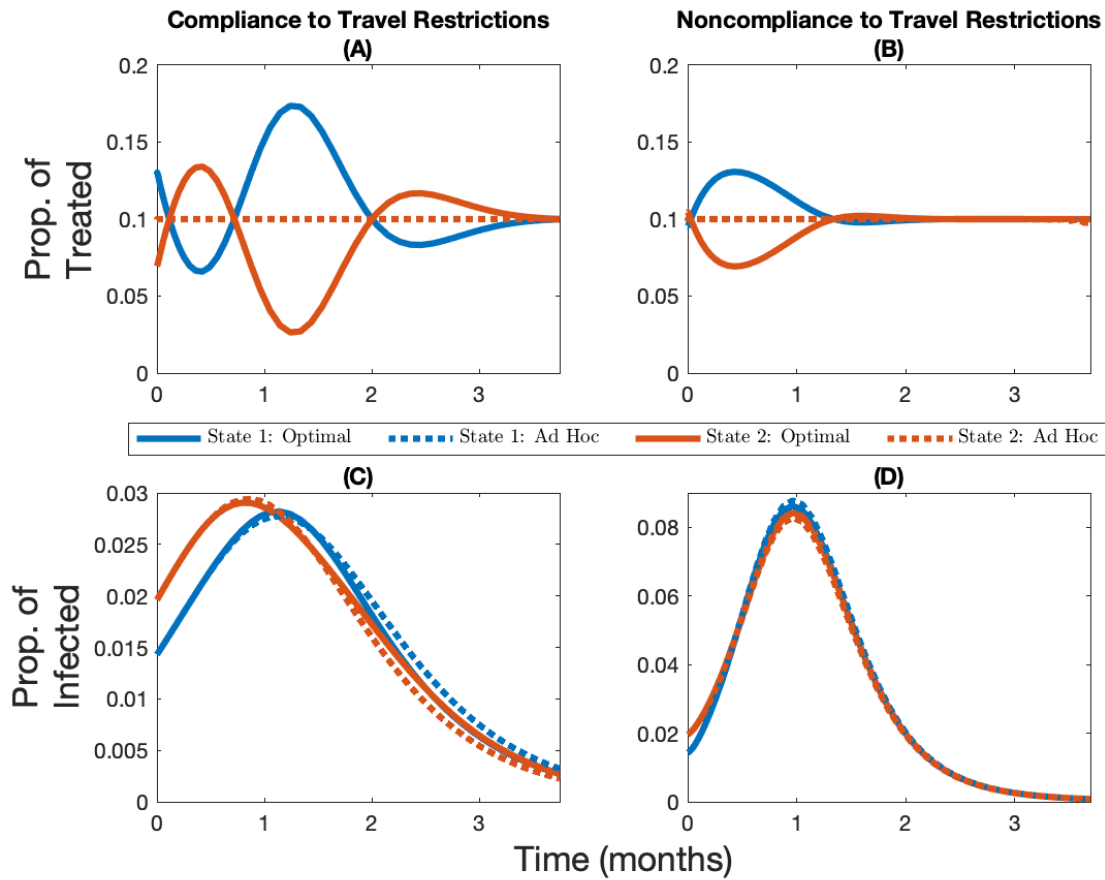 Compliance to Travel Restrictions
(A)
Noncompliance to Travel Restrictions
(B)
Prop. of
Treated
0.2
0.15
0.1
0.05
0
0 1 2 3
0.2
0.15
0.1
0.05
0
0 1 2 3
State 1: Optimal State 1: Ad Hoc State 2: Optimal State 2: Ad Hoc
(C)
(D)
Prop. of
Infected
0.03
0.025
0.02
0.015
0.01
0.005
0
0 1 2 3
0.08
0.06
0.04
0.02
0
0 1 2 3
Time (months)